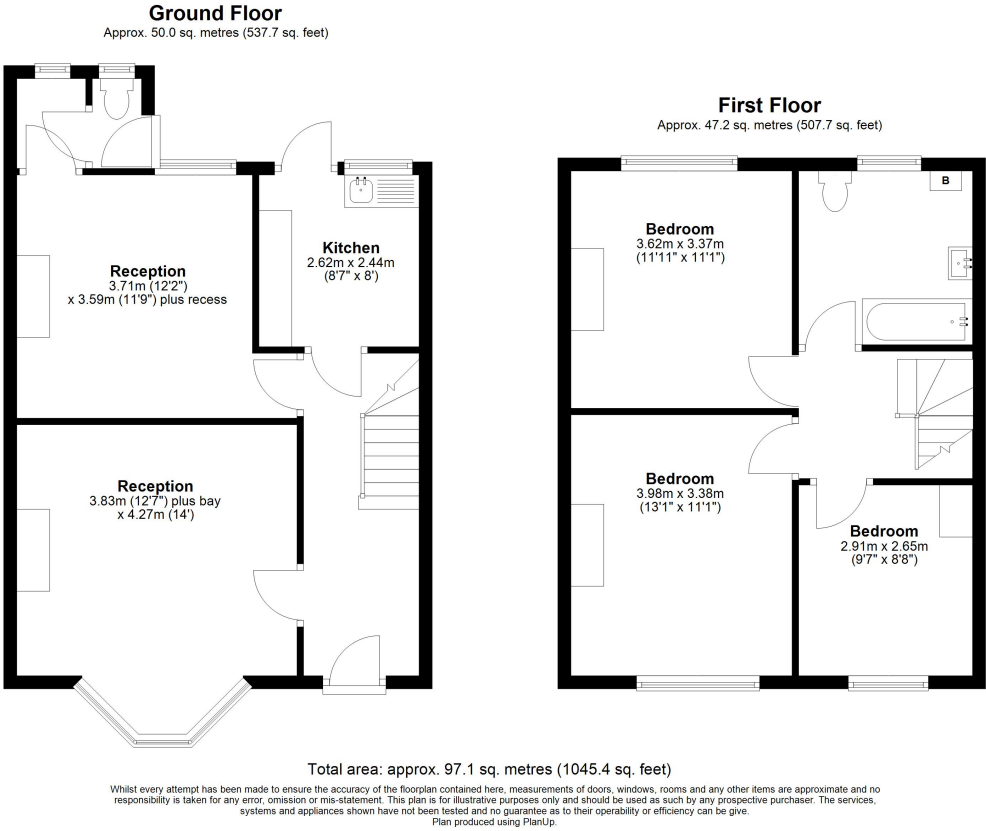 Ground Floor
Approx. 50.0 sq. metres (537.7 sq. feet)
First Floor
Approx. 47.2 sq. metres (507.7 sq. feet)
Reception
3.71m (12'2")
x 3.59m (11'9") plus recess
Kitchen
2.62m x 2.44m
(8'7" x 8')
Reception
3.83m (12'7") plus bay
x 4.27m (14')
Bedroom
3.62m x 3.37m
(11'11" x 11'1")
B
Bedroom
3.98m x 3.38m
(13'1" x 11'1")
Bedroom
2.91m x 2.65m
(9'7" x 8'8")
Total area: approx. 97.1 sq. metres (1045.4 sq. feet)
Whilst every attempt has been made to ensure the accuracy of the floorplan contained here, measurements of doors, windows, rooms and any other items are approximate and no
responsibility is taken for any error, omission or mis-statement. This plan is for illustrative purposes only and should be used as such by any prospective purchaser. The services,
systems and appliances shown have not been tested and no guarantee as to their operability or efficiency can be give.
Plan produced using PlanUp.